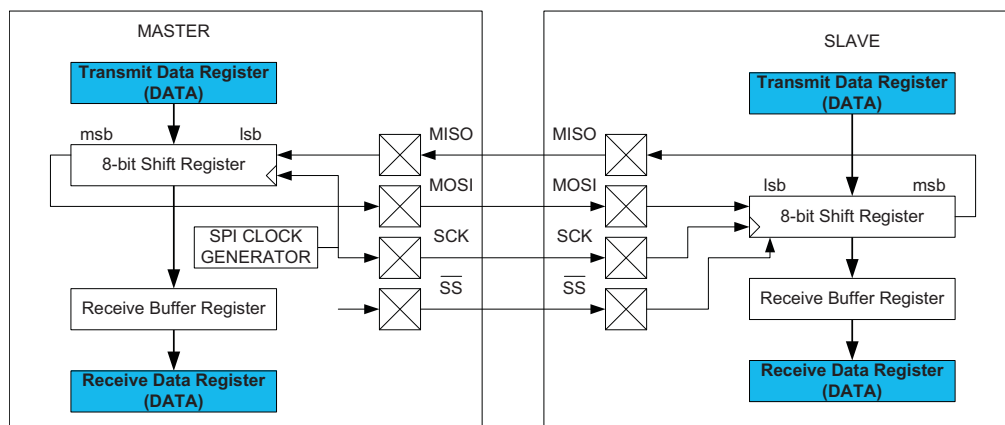 MASTER
Transmit Data Register
(DATA)
msb
lsb
8-bit Shift Register
SPI CLOCK
GENERATOR
Receive Buffer Register
Receive Data Register
(DATA)
MISO
MOSI
SCK
SS
SLAVE
MISO
MOSI
SCK
SS
Transmit Data Register
(DATA)
lsb
msb
8-bit Shift Register
Receive Buffer Register
Receive Data Register
(DATA)